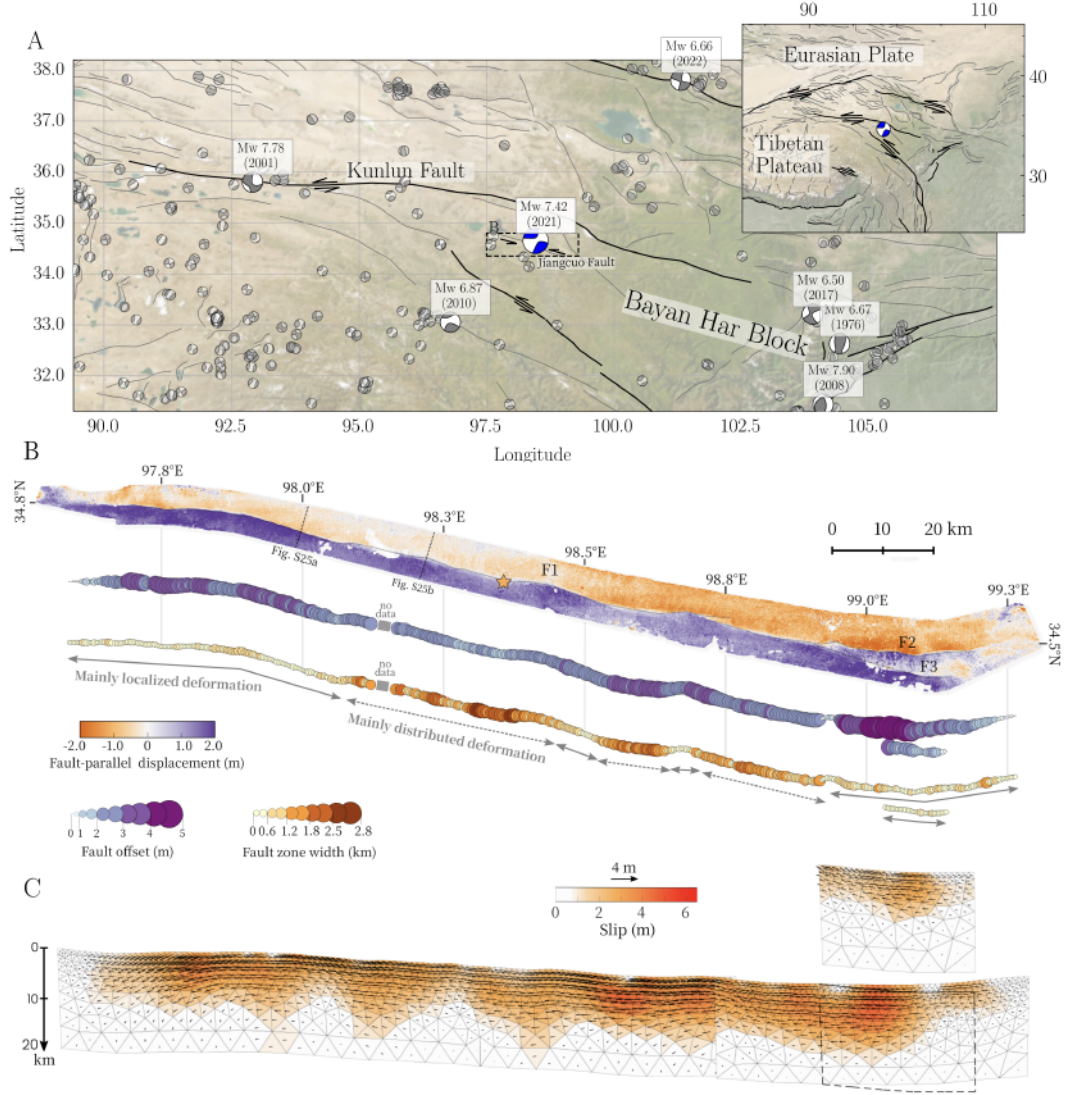 90
110
A
Eurasian Plate
40
Tibetan
Plateau
30
Mw 6.66
(2022)
38.0
37.0
36.0
35.0
34.0
33.0
32.0
Latitude
Mw 7.78
(2001)
Kunlun Fault
Mw 7.42
(2021)
B
Jiangcuo Fault
Mw 6.87
(2010)
Bayan Har Block
Mw 6.50
(2017)
Mw 6.67
(1976)
Mw 7.90
(2008)
90.0
92.5
95.0
97.5
100.0
102.5
105.0
Longitude
B
97.8°E
98.0°E
98.3°E
98.5°E
98.8°E
99.0°E
99.3°E
34.8°N
34.5°N
0 10 20 km
Fig. S25a
Fig. S25b
F1
F2
F3
no
data
no
data
Mainly localized deformation
Mainly distributed deformation
-2.0 -1.0 0 1.0 2.0
Fault-parallel displacement (m)
0 1 2 3 4 5
Fault offset (m)
0 0.6 1.2 1.8 2.5 2.8
Fault zone width (km)
C
4 m
0 2 4 6
Slip (m)
0
10
20
km